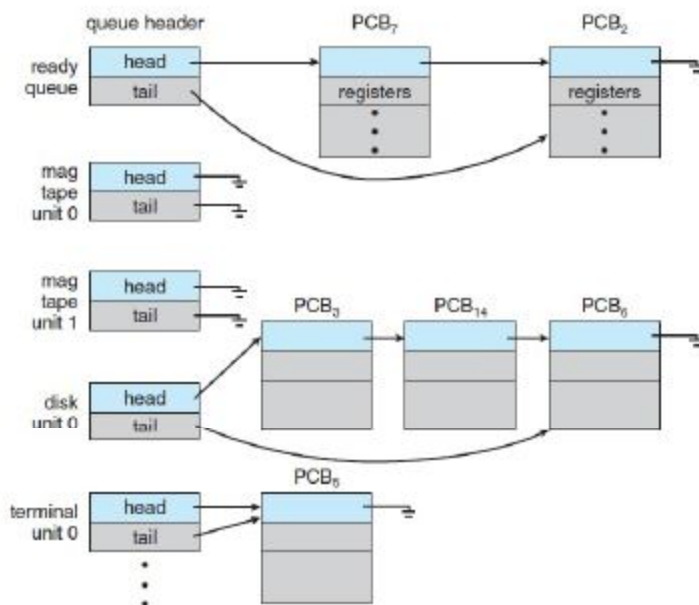 queue header
PCB₇
PCB₂
ready
queue
head
tail
registers
registers
mag
tape
unit 0
head
tail
mag
tape
unit 1
head
tail
PCB₃
PCB₁₄
PCB₆
disk
unit 0
head
tail
PCB₅
terminal
unit 0
head
tail